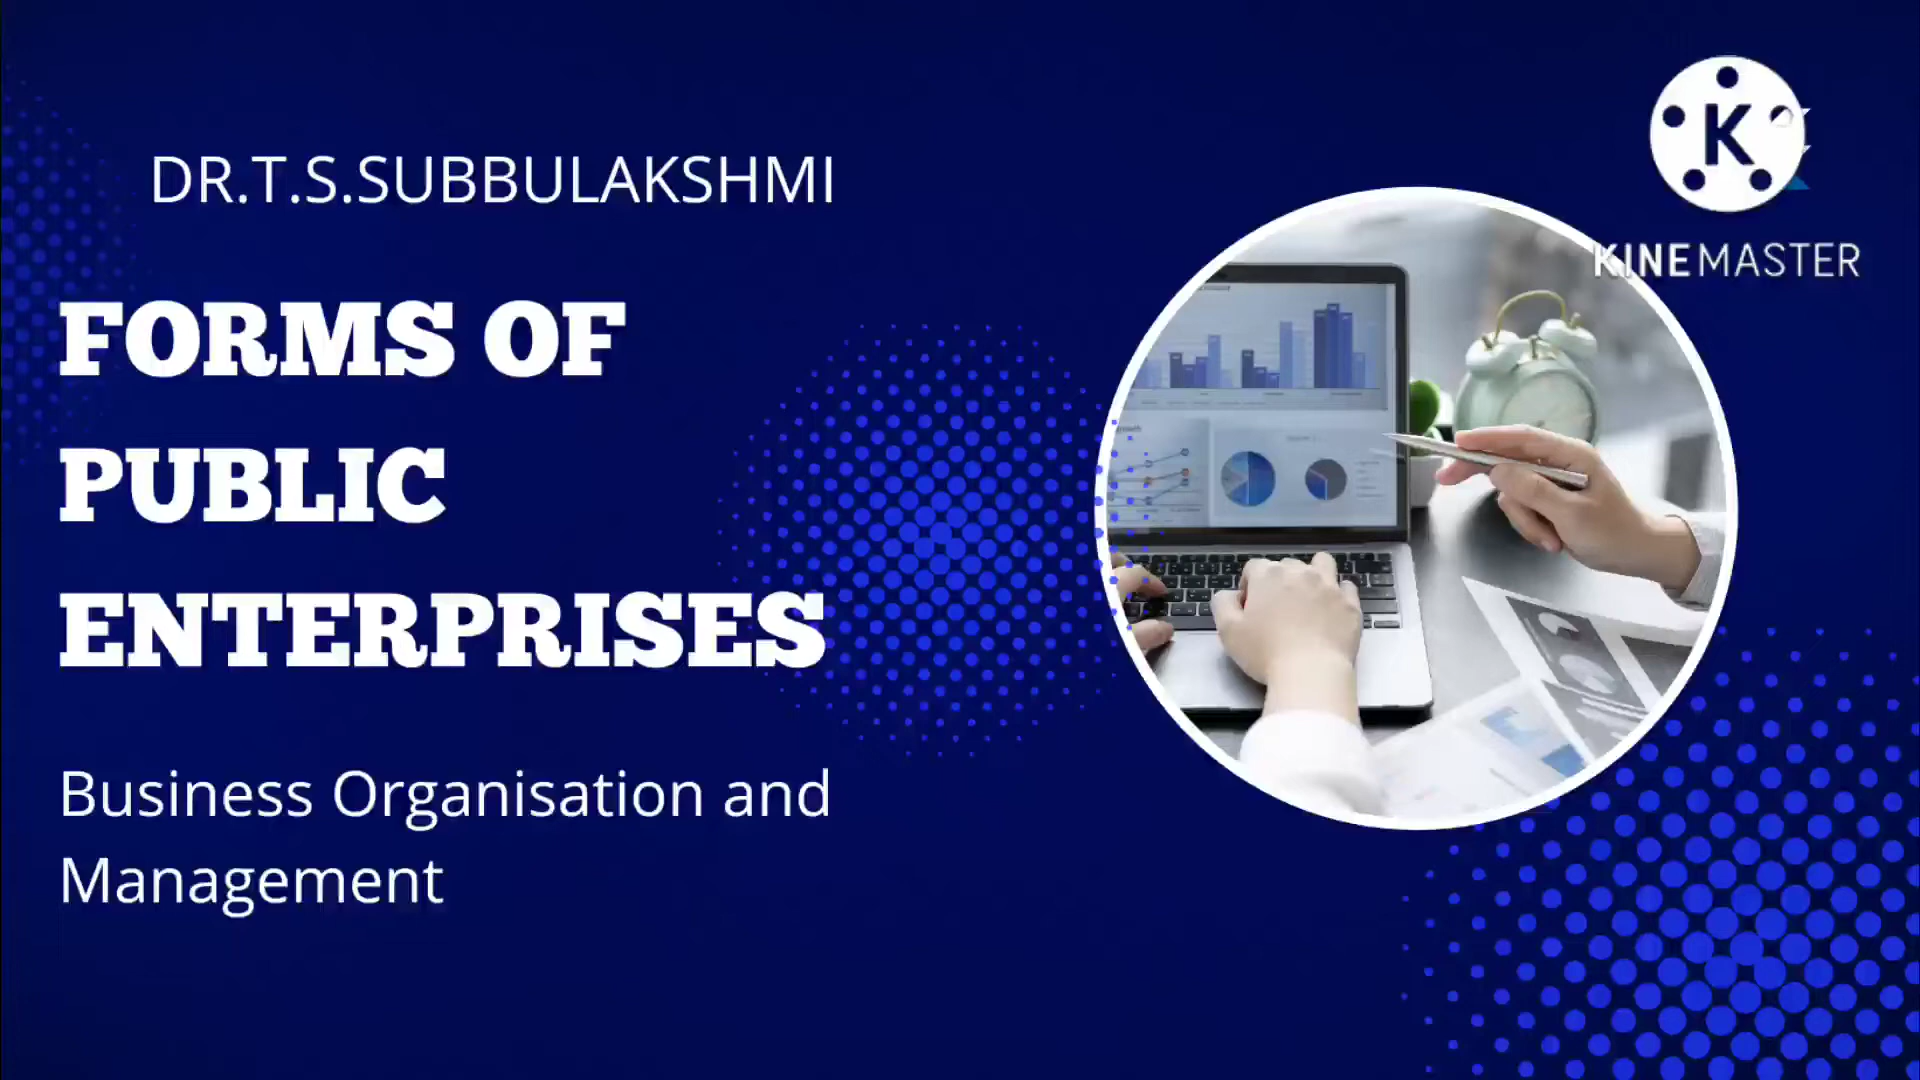 DR.T.S.SUBBULAKSHMI
FORMS OF
PUBLIC
ENTERPRISES
Business Organisation and
Management
K
KINEMASTER